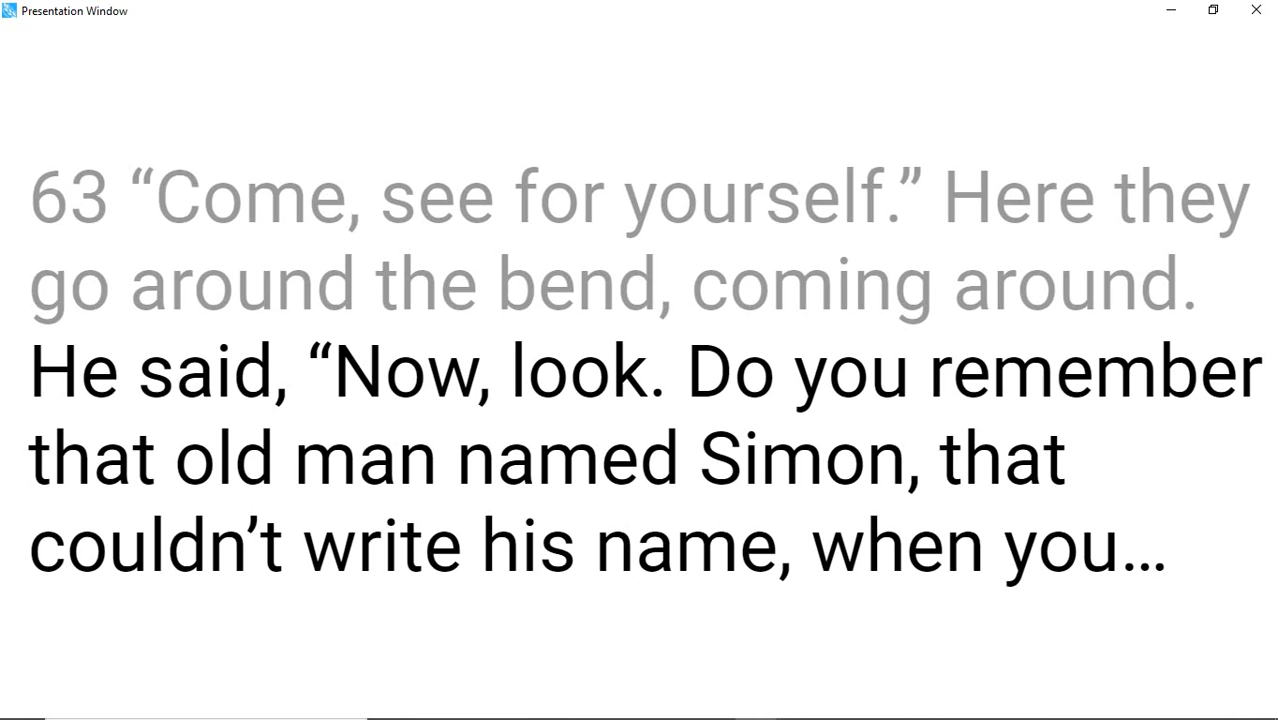 Presentation Window
63 “Come, see for yourself.” Here they
go around the bend, coming around.
He said, “Now, look. Do you remember
that old man named Simon, that
couldn’t write his name, when you…